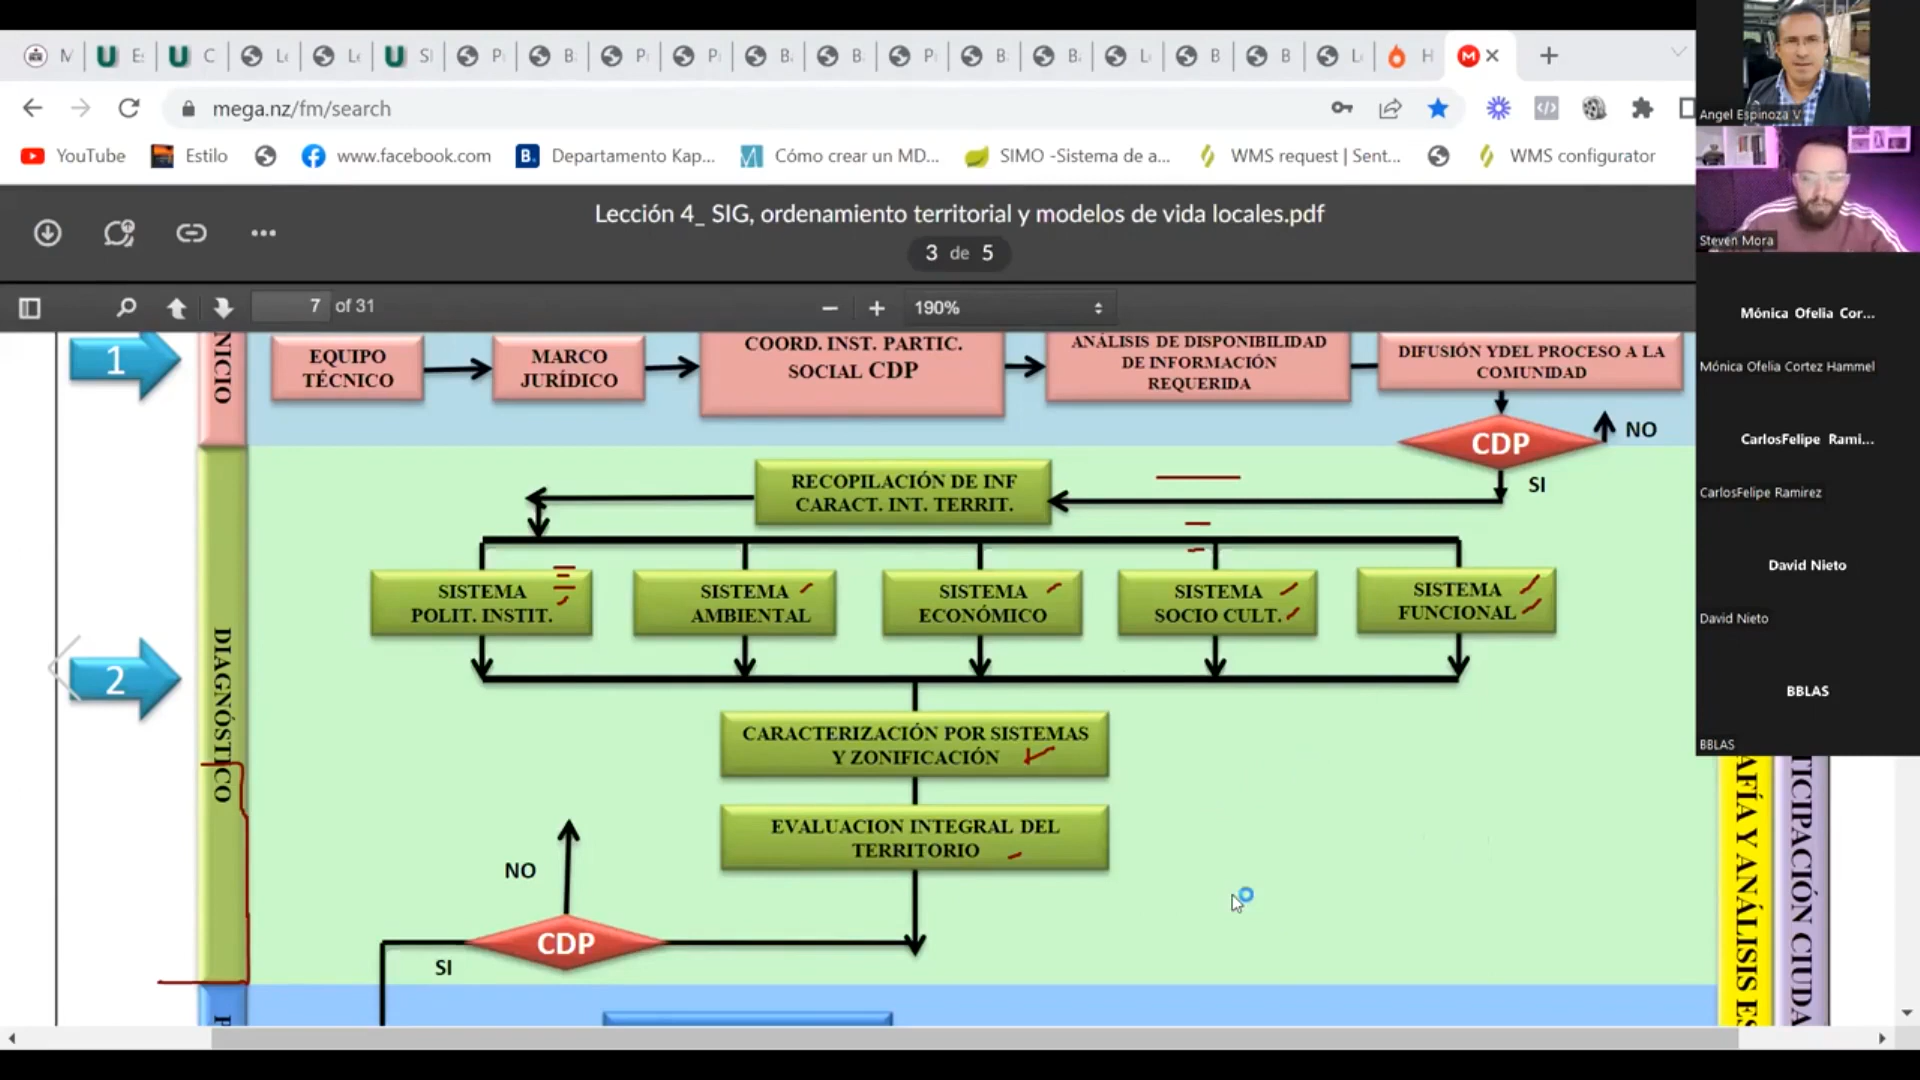 M
E:
C
Le
Le
SI
P
B
P
P
B
B
P
B
B
L
B
B
L
H
mega.nz/fm/search
YouTube
Estilo
www.facebook.com
B.
Departamento Kap...
Cómo crear un MD...
SIMO -Sistema de a...
WMS request | Sent...
WMS configurator
Lección 4_ SIG, ordenamiento territorial y modelos de vida locales.pdf
3 de 5
7 of 31
190%
1
NICIO
EQUIPO
TÉCNICO
MARCO
JURÍDICO
COORD. INST. PARTIC.
SOCIAL CDP
ANÁLISIS DE DISPONIBILIDAD
DE INFORMACIÓN
REQUERIDA
DIFUSIÓN YDEL PROCESO A LA
COMUNIDAD
CDP
NO
SI
2
DIAGNÓSTICO
RECOPILACIÓN DE INF
CARACT. INT. TERRIT.
SISTEMA
POLIT. INSTIT.
SISTEMA
AMBIENTAL
SISTEMA
ECONÓMICO
SISTEMA
SOCIO CULT.
SISTEMA
FUNCIONAL
CARACTERIZACIÓN POR SISTEMAS
Y ZONIFICACIÓN
EVALUACION INTEGRAL DEL
TERRITORIO
NO
CDP
SI
P
AFÍA Y ANÁLISIS ES
TICIPACIÓN CIUDA
Angel Espinoza V
Steven Mora
Mónica Ofelia Cor...
Mónica Ofelia Cortez Hammel
CarlosFelipe Rami...
CarlosFelipe Ramirez
David Nieto
David Nieto
BBLAS
BBLAS